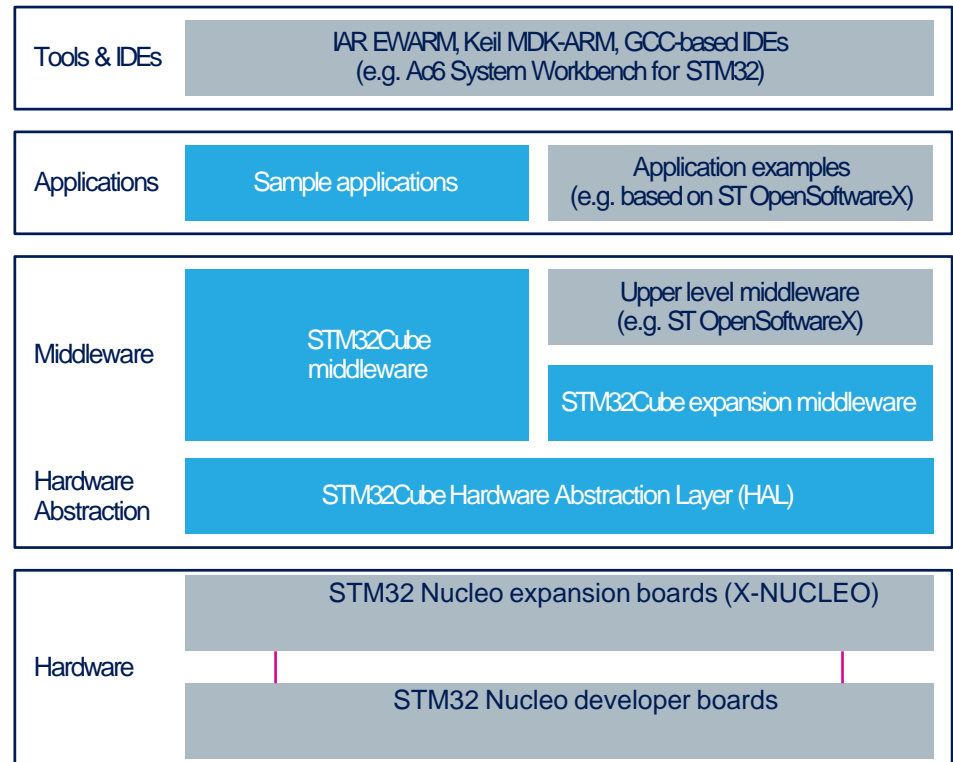 Tools & IDEs
IAR EWARM, Keil MDK-ARM, GCC-based IDEs
(e.g. Ac6 System Workbench for STM32)
Applications
Sample applications
Application examples
(e.g. based on ST OpenSoftwareX)
Middleware
STM32Cube
middleware
Upper level middleware
(e.g. ST OpenSoftwareX)
STM32Cube expansion middleware
Hardware
Abstraction
STM32Cube Hardware Abstraction Layer (HAL)
Hardware
STM32 Nucleo expansion boards (X-NUCLEO)
STM32 Nucleo developer boards